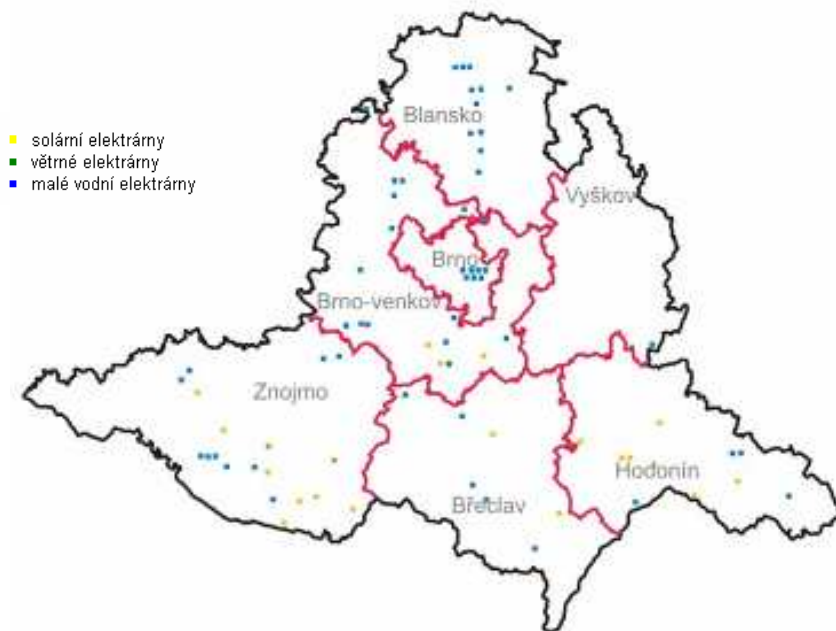 solární elektrárny
větrné elektrárny
malé vodní elektrárny
Blansko
Vyškov
Brno
Brno-venkov
Znojmo
Hodonín
Břeclav